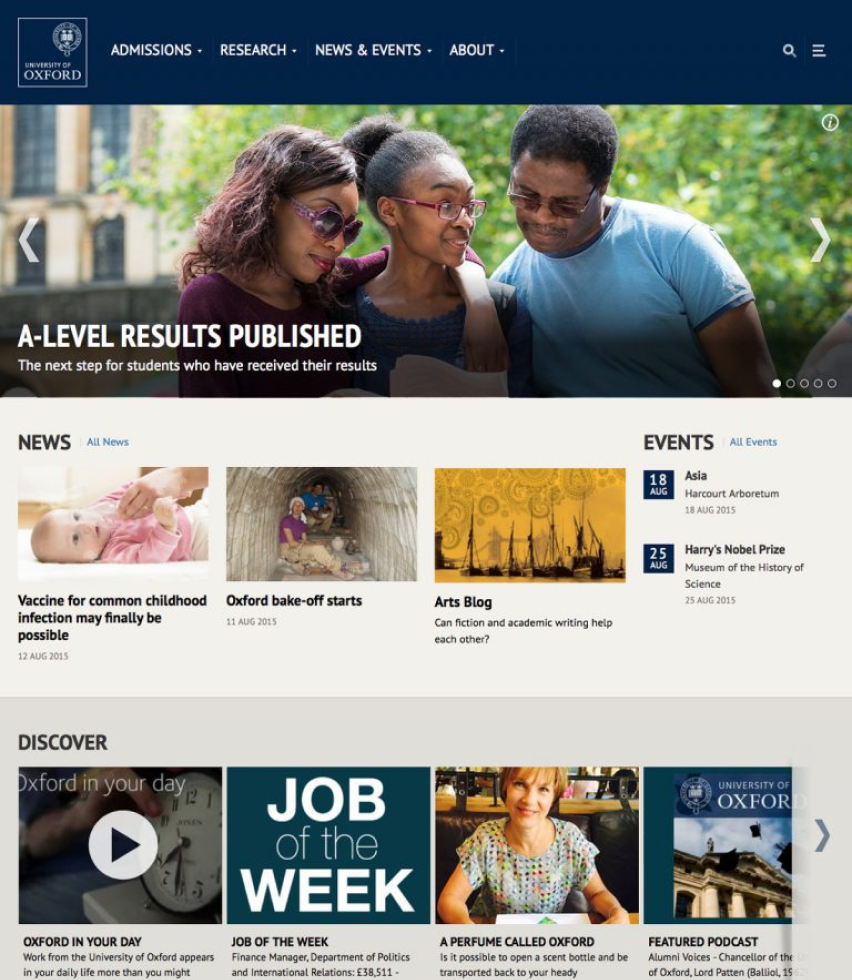 UNIVERSITY OF
OXFORD
ADMISSIONS
RESEARCH
NEWS & EVENTS
ABOUT
A-LEVEL RESULTS PUBLISHED
The next step for students who have received their results
NEWS
All News
Vaccine for common childhood
infection may finally be
possible
12 AUG 2015
Oxford bake-off starts
11 AUG 2015
Arts Blog
Can fiction and academic writing help
each other?
EVENTS
All Events
18
AUG
Asia
Harcourt Arboretum
18 AUG 2015
25
AUG
Harry's Nobel Prize
Museum of the History of
Science
25 AUG 2015
DISCOVER
Oxford in your day
OXFORD IN YOUR DAY
Work from the University of Oxford appears
in your daily life more than you might
JOB
of the
WEEK
JOB OF THE WEEK
Finance Manager, Department of Politics
and International Relations: £38,511 -
A PERFUME CALLED OXFORD
Is it possible to open a scent bottle and be
transported back to your heady
UNIVERSITY OF
OXFORD
FEATURED PODCAST
Alumni Voices - Chancellor of the
of Oxford, Lord Patten (Balliol,